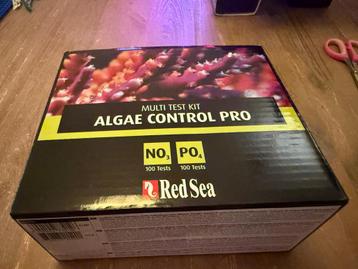 MULTI TEST KIT
ALGAE CONTROL PRO
NO₃ PO₄
100 Tests 100 Tests
Red Sea